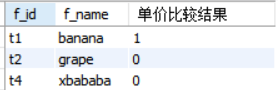 f_id f_name 单价比较结果
t1 banana 1
t2 grape 0
t4 xbababa 0